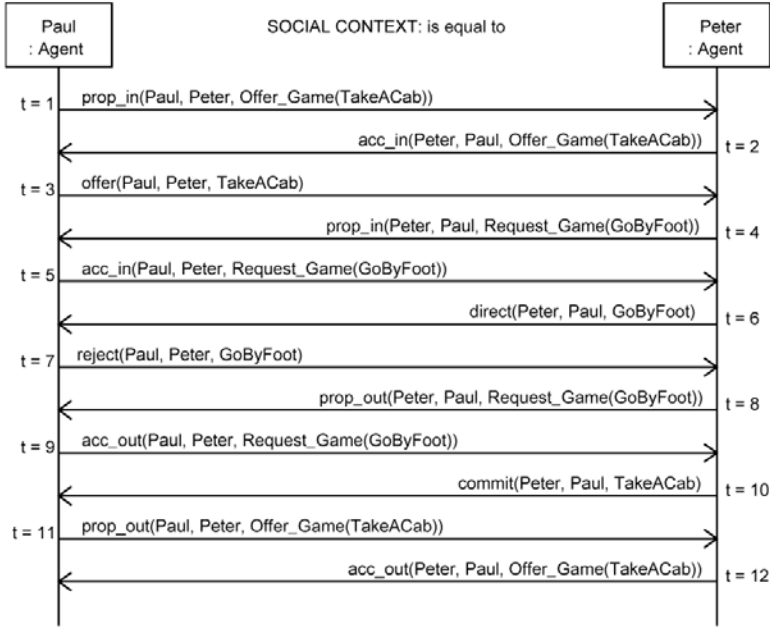 Paul
: Agent
SOCIAL CONTEXT: is equal to
Peter
: Agent
t = 1
prop_in(Paul, Peter, Offer_Game(TakeACab))
acc_in(Peter, Paul, Offer_Game(TakeACab))
t = 2
t = 3
offer(Paul, Peter, TakeACab)
prop_in(Peter, Paul, Request_Game(GoByFoot))
t = 4
t = 5
acc_in(Paul, Peter, Request_Game(GoByFoot))
direct(Peter, Paul, GoByFoot)
t = 6
t = 7
reject(Paul, Peter, GoByFoot)
prop_out(Peter, Paul, Request_Game(GoByFoot))
t = 8
t = 9
acc_out(Paul, Peter, Request_Game(GoByFoot))
commit(Peter, Paul, TakeACab)
t = 10
t = 11
prop_out(Paul, Peter, Offer_Game(TakeACab))
acc_out(Peter, Paul, Offer_Game(TakeACab))
t = 12